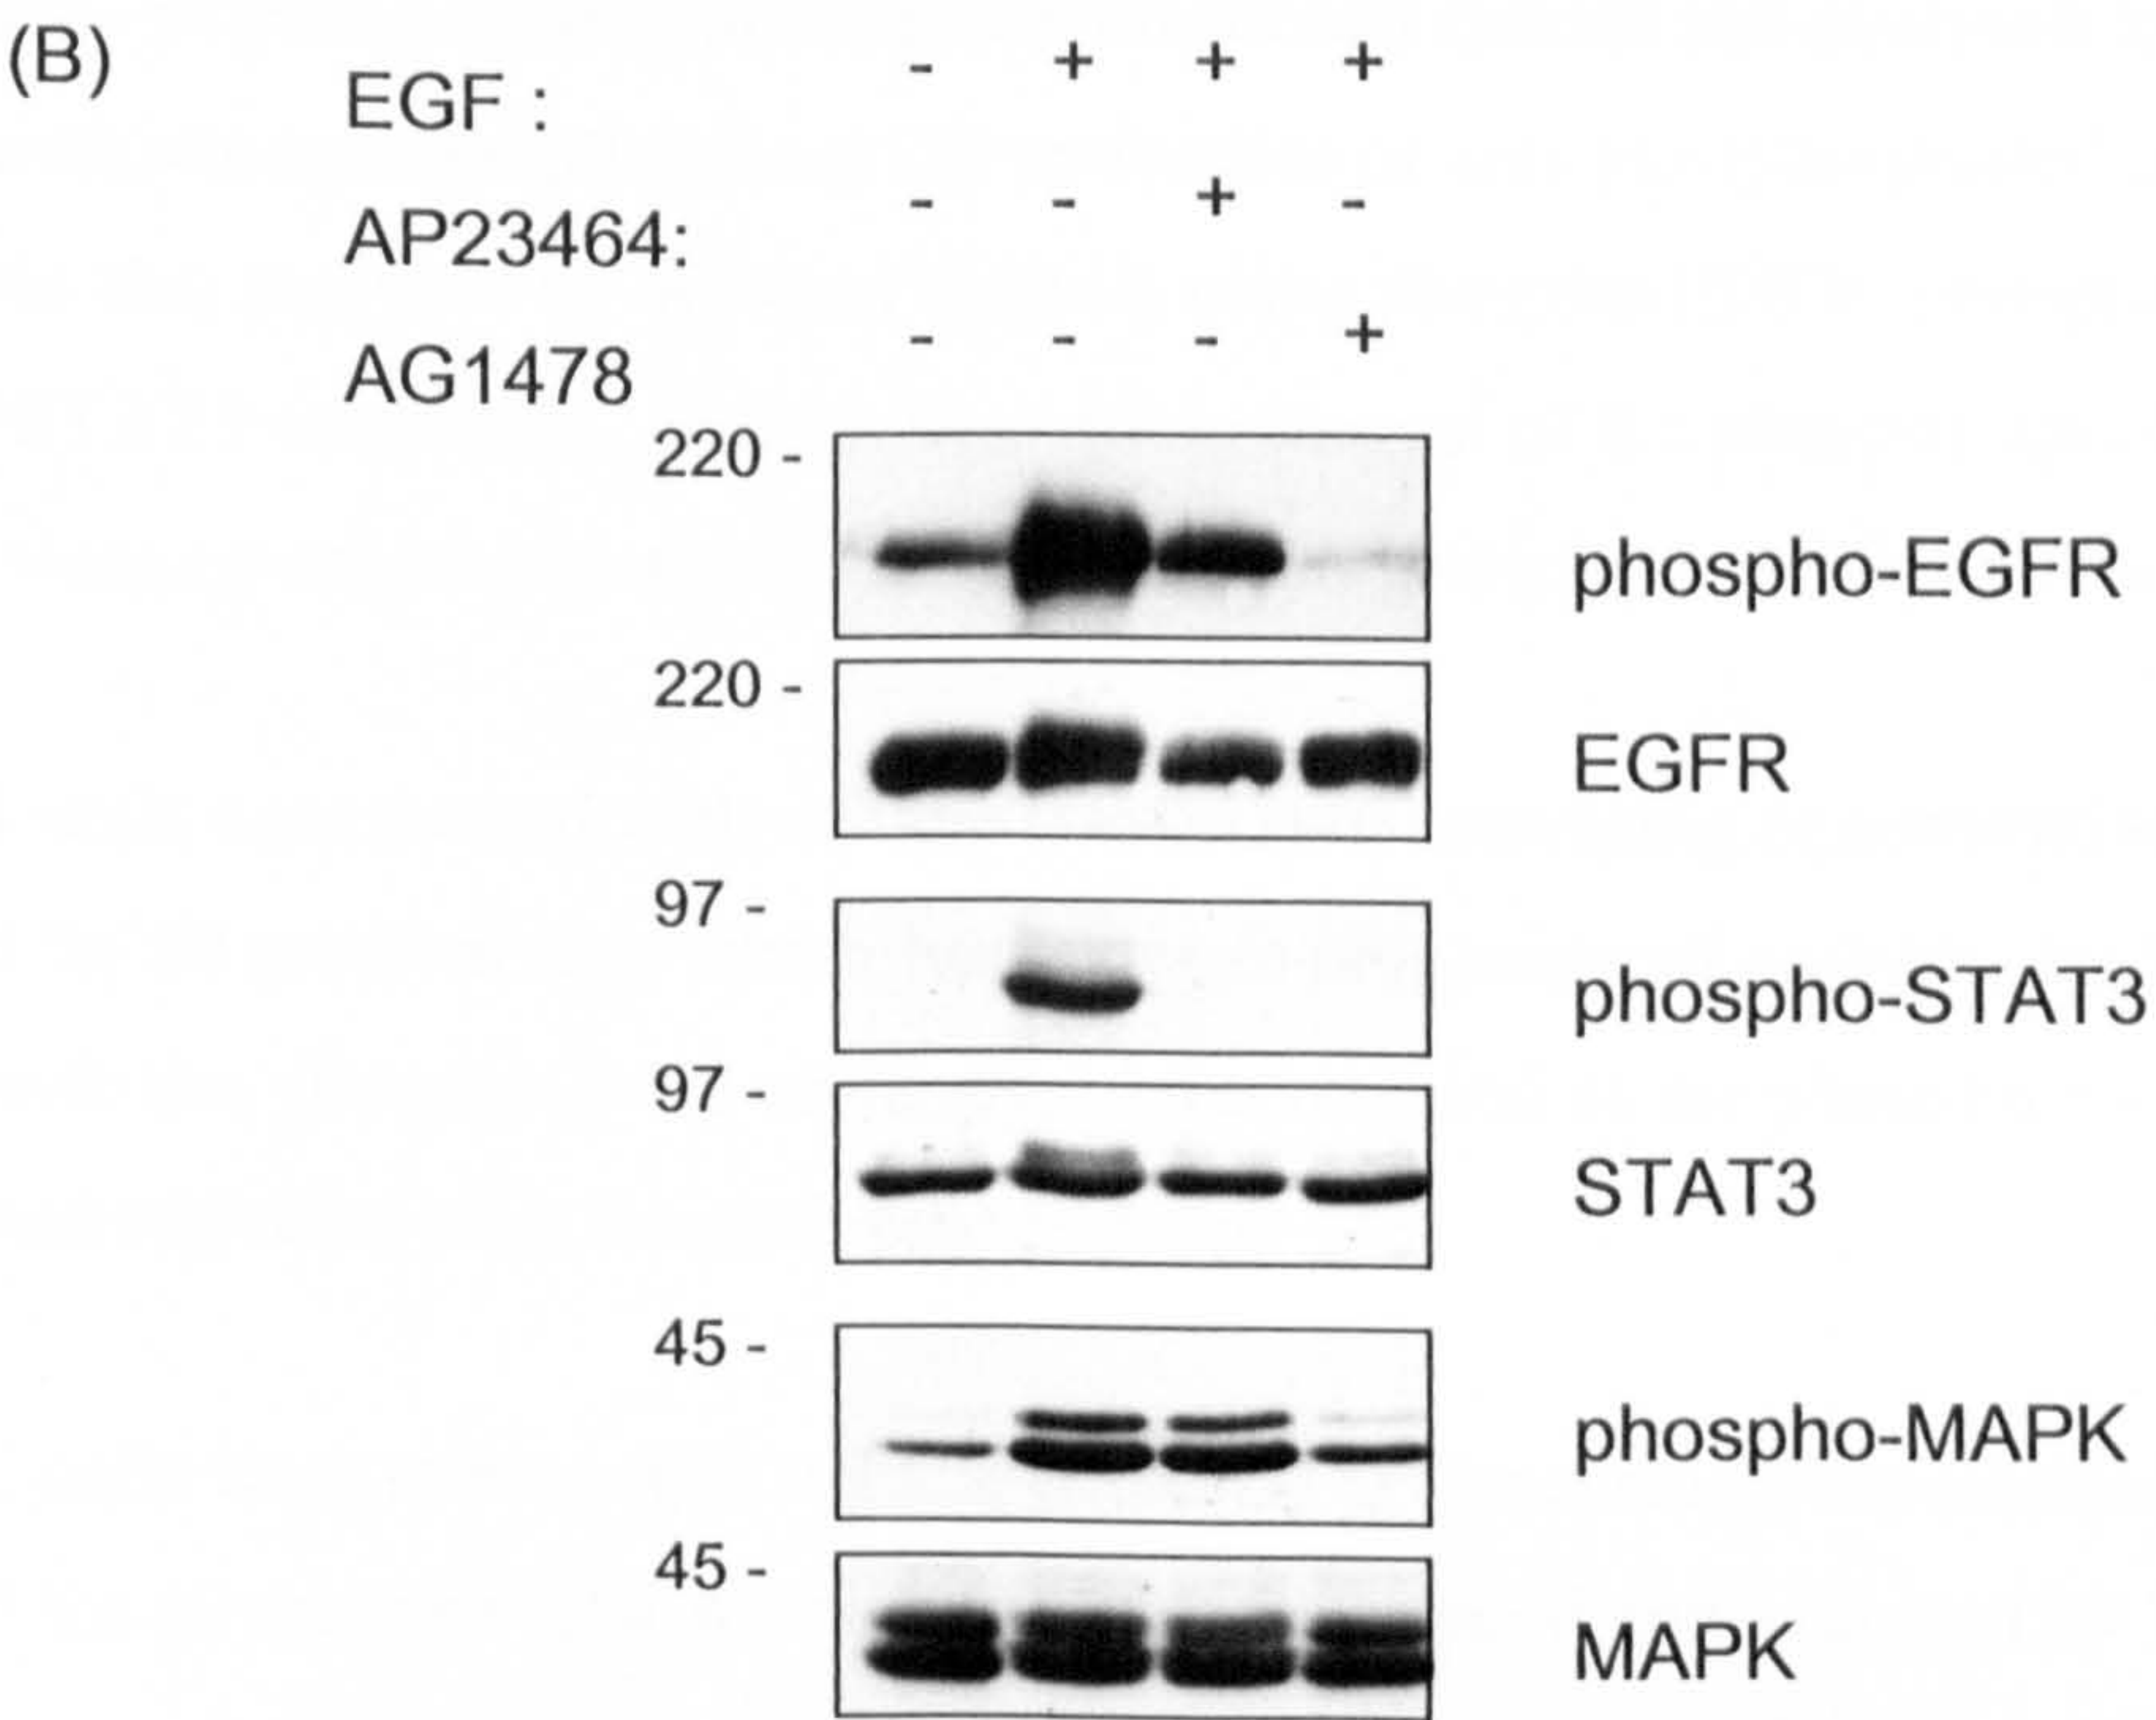 (B)
EGF : - + + +
AP23464: - - + -
AG1478 - - - +
220 - phospho-EGFR
220 - EGFR
97 - phospho-STAT3
97 - STAT3
45 - phospho-MAPK
45 - MAPK